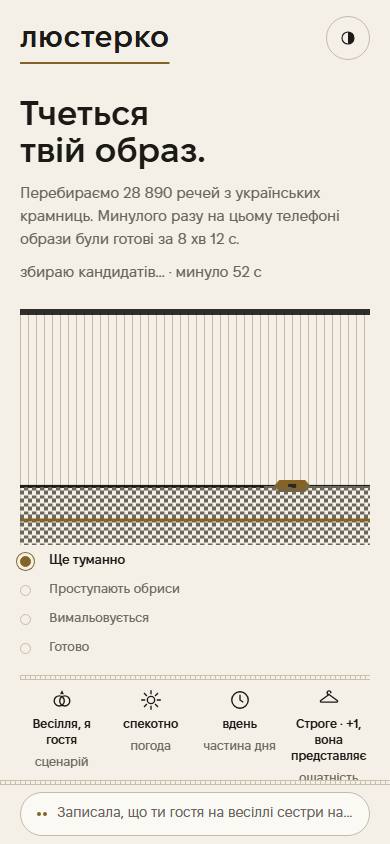 люстерко
Тчеться
твій образ.
Перебираємо 28 890 речей з українських
крамниць. Минулого разу на цьому телефоні
образи були готові за 8 хв 12 с.
збираю кандидатів... · минуло 52 с
Ще туманно
Проступають обриси
Вимальовується
Готово
Весілля, я
гостя
сценарій
спекотно
погода
вдень
частина дня
Строге · +1,
вона
представляє
ощатність
Записала, що ти гостя на весіллі сестри на...